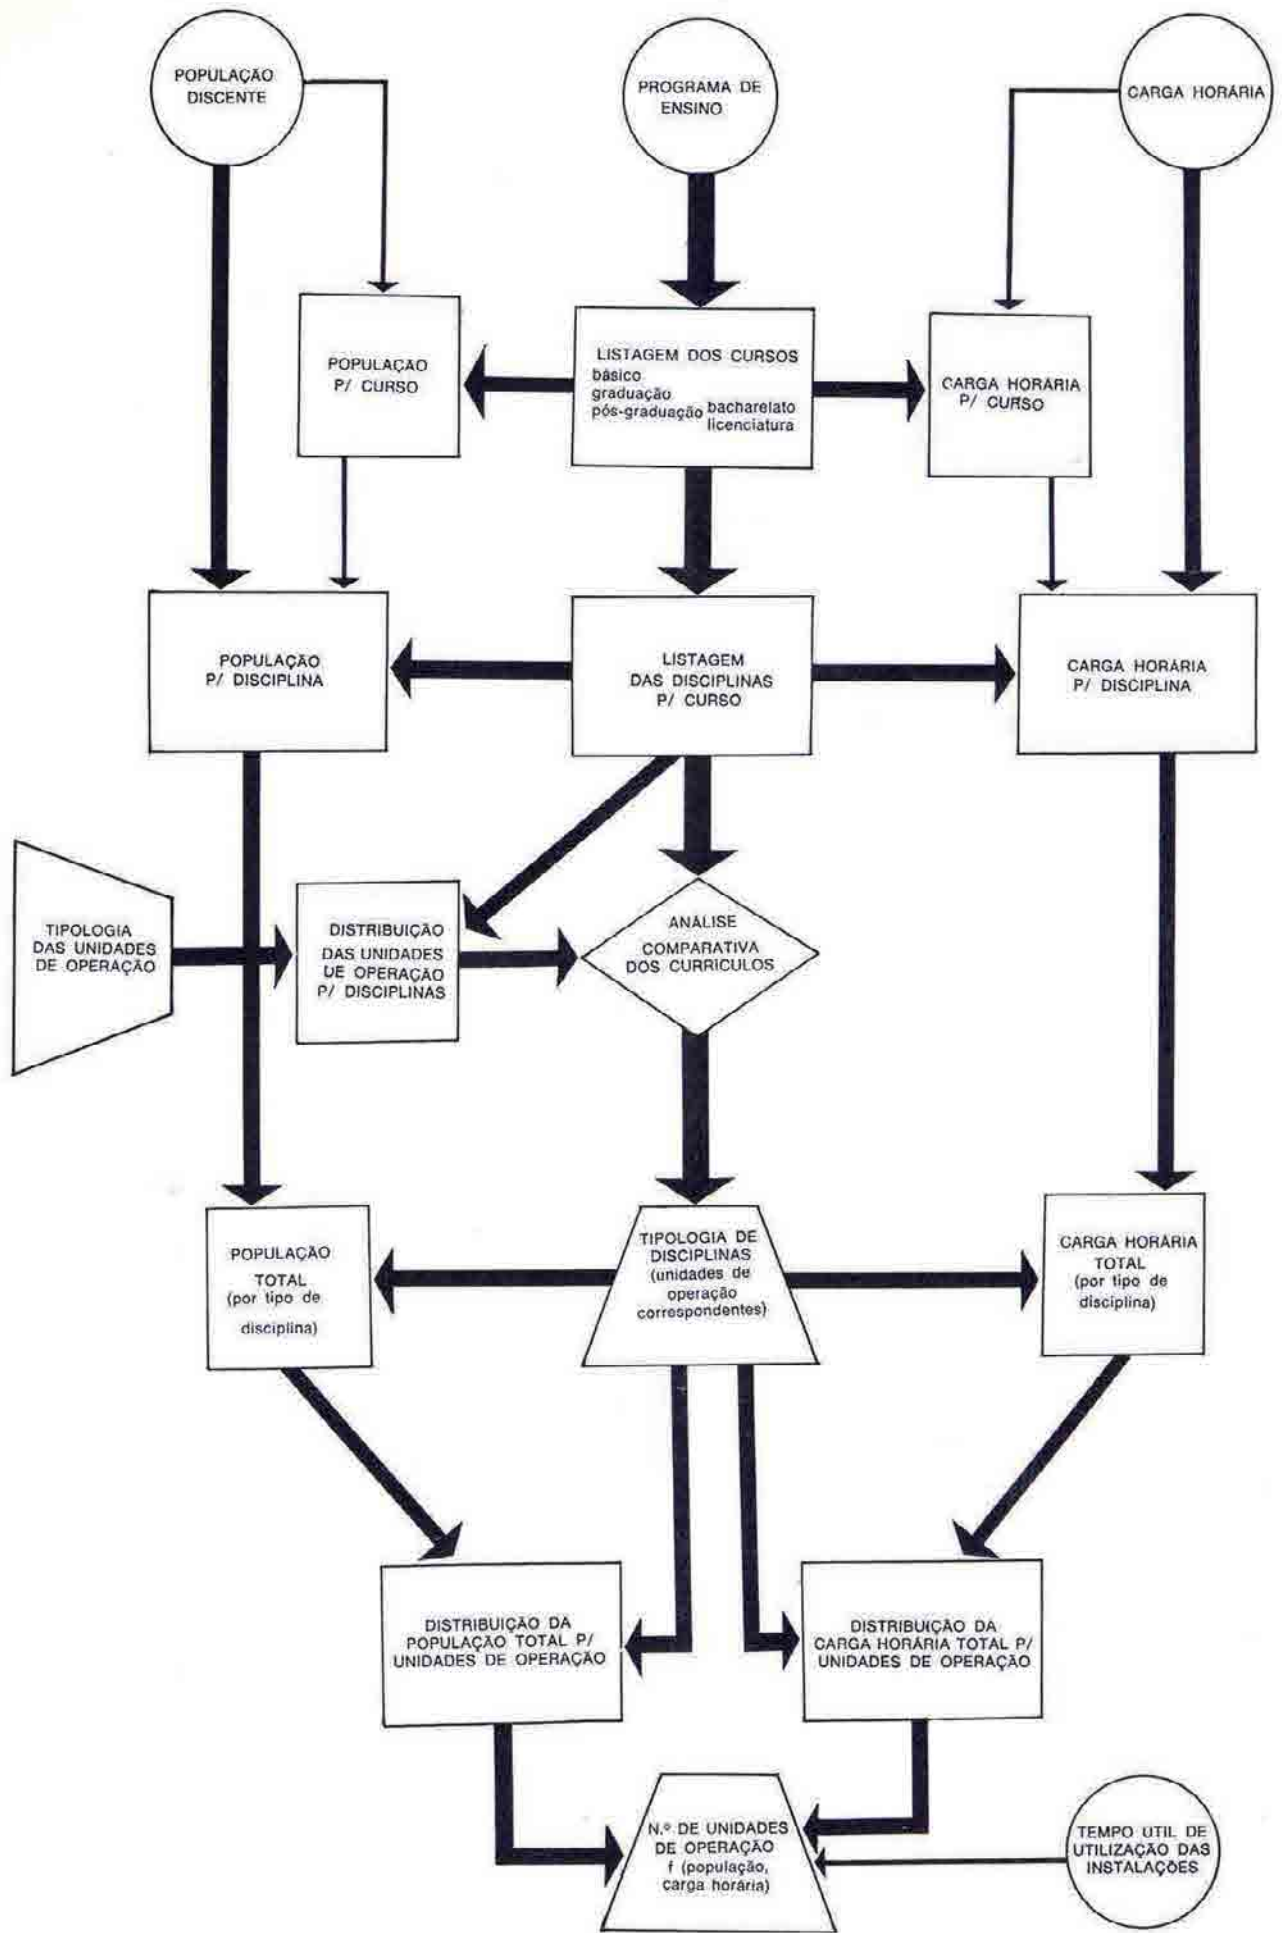 POPULAÇÃO
DISCENTE
PROGRAMA DE
ENSINO
CARGA HORÁRIA
POPULAÇÃO
P/ CURSO
LISTAGEM DOS CURSOS
básico
graduação
pós-graduação
bacharelato
licenciatura
CARGA HORÁRIA
P/ CURSO
POPULAÇÃO
P/ DISCIPLINA
LISTAGEM
DAS DISCIPLINAS
P/ CURSO
CARGA HORÁRIA
P/ DISCIPLINA
TIPOLOGIA
DAS UNIDADES
DE OPERAÇÃO
DISTRIBUIÇÃO
DAS UNIDADES
DE OPERAÇÃO
P/ DISCIPLINAS
ANÁLISE
COMPARATIVA
DOS CURRÍCULOS
POPULAÇÃO
TOTAL
(por tipo de
disciplina)
TIPOLOGIA DE
DISCIPLINAS
(unidades de
operação
correspondentes)
CARGA HORÁRIA
TOTAL
(por tipo de
disciplina)
DISTRIBUIÇÃO DA
POPULAÇÃO TOTAL P/
UNIDADES DE OPERAÇÃO
DISTRIBUIÇÃO DA
CARGA HORÁRIA TOTAL P/
UNIDADES DE OPERAÇÃO
N.º DE UNIDADES
DE OPERAÇÃO
f (população,
carga horária)
TEMPO UTIL DE
UTILIZAÇÃO DAS
INSTALAÇÕES